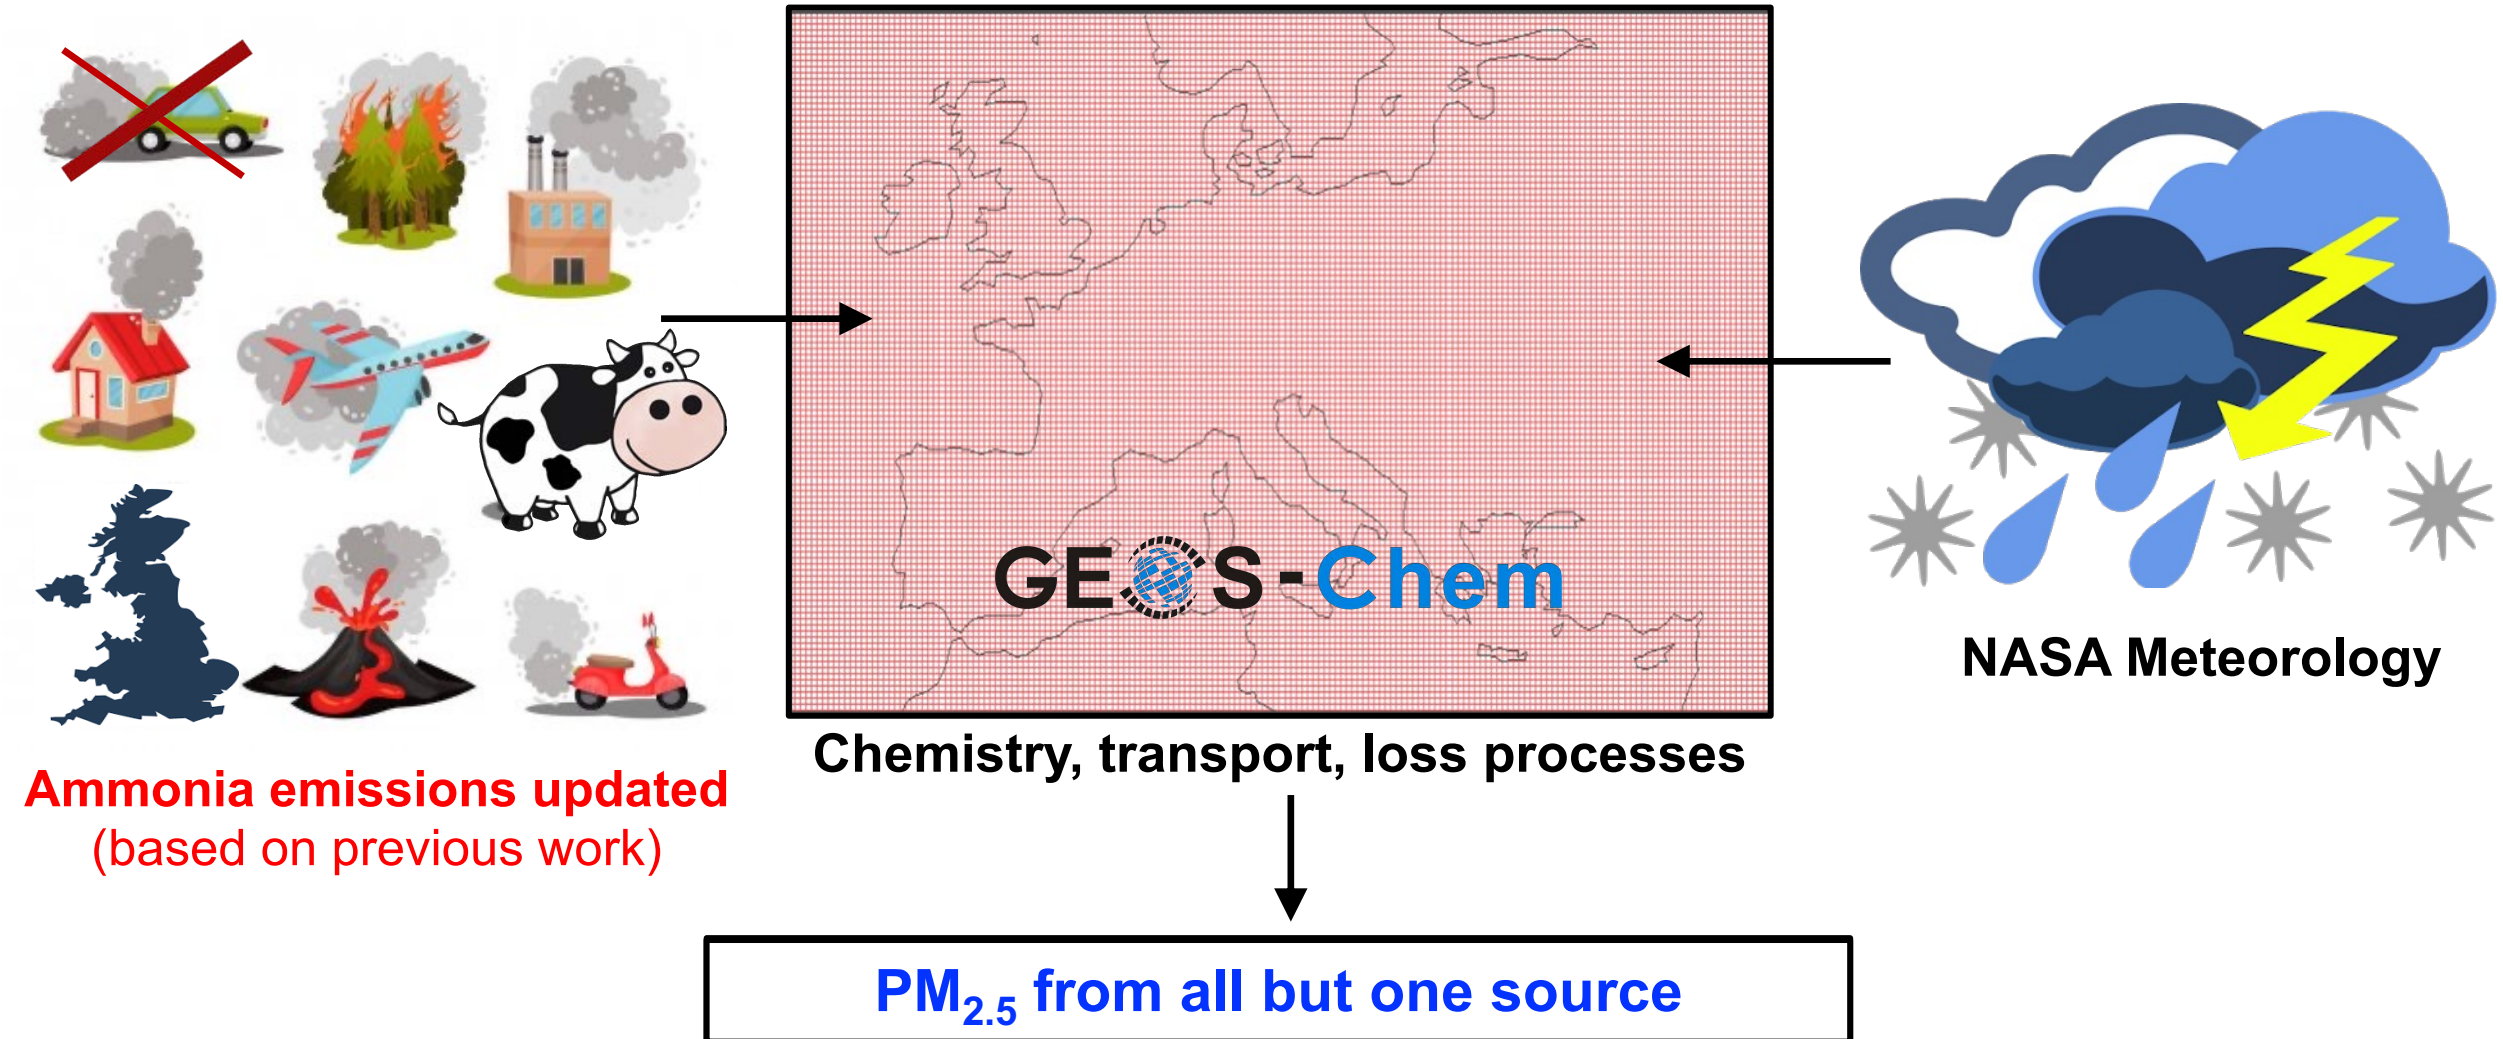 GEOS-Chem
NASA Meteorology
Chemistry, transport, loss processes
Ammonia emissions updated
(based on previous work)
PM2.5 from all but one source